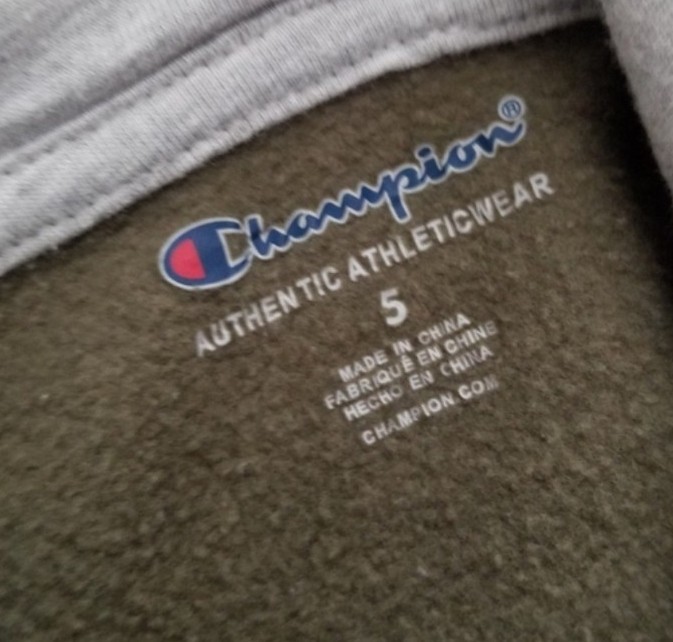 Champion®
AUTHENTIC ATHLETICWEAR
5
MADE IN CHINA
FABRIQUÉ EN CHINE
HECHO EN CHINA
CHAMPION.COM